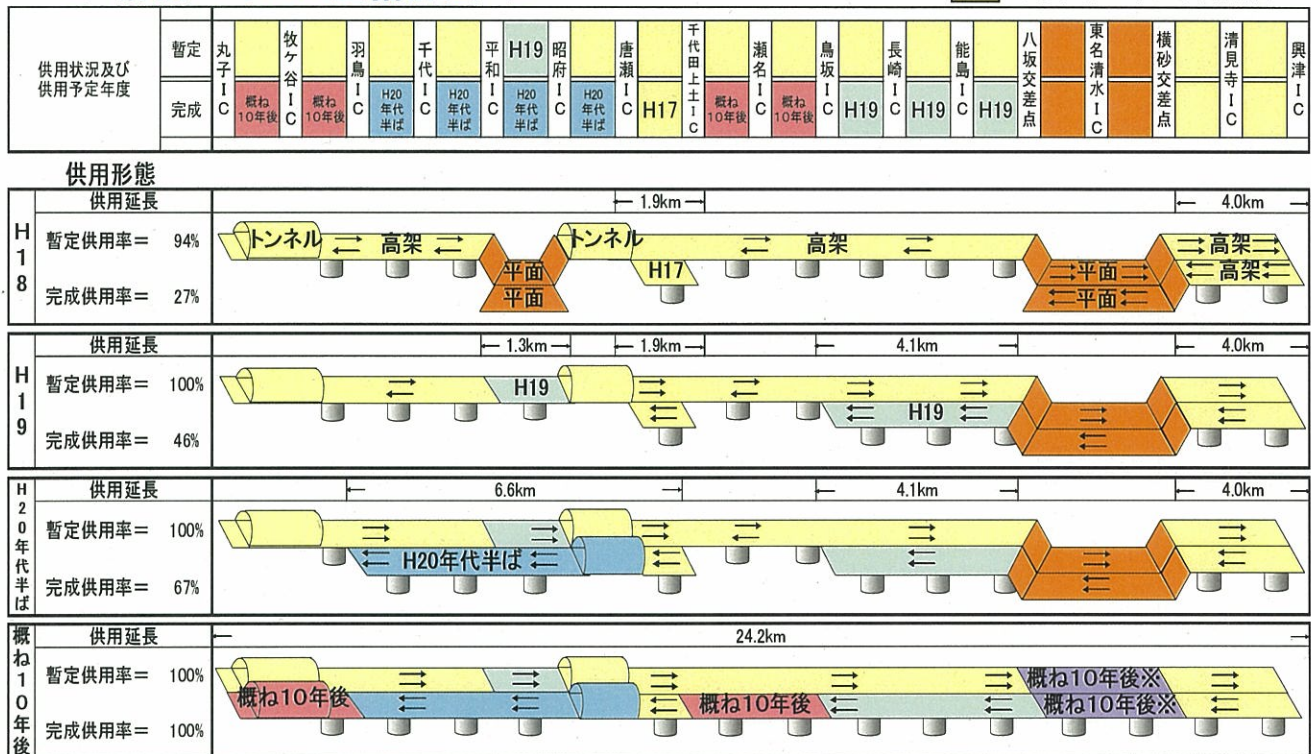 供用状況及び
供用予定年度
暫定
完成
丸子IC
牧ケ谷IC
羽鳥IC
千代IC
平和IC
昭府IC
唐瀬IC
千代田上土IC
瀬名IC
鳥坂IC
長崎IC
能島IC
八坂交差点
東名清水IC
横砂交差点
清見寺IC
興津IC
H19
概ね10年後
概ね10年後
H20年代半ば
H20年代半ば
H20年代半ば
H20年代半ば
H17
概ね10年後
概ね10年後
H19
H19
H19
供用形態
H18
供用延長
1.9km
4.0km
暫定供用率= 94%
完成供用率= 27%
トンネル
高架
平面
平面
トンネル
H17
高架
平面
平面
高架
高架
H19
供用延長
1.3km
1.9km
4.1km
4.0km
暫定供用率= 100%
完成供用率= 46%
H19
H19
H20年代半ば
供用延長
6.6km
4.1km
4.0km
暫定供用率= 100%
完成供用率= 67%
H20年代半ば
概ね10年後
供用延長
24.2km
暫定供用率= 100%
完成供用率= 100%
概ね10年後
概ね10年後
概ね10年後※
概ね10年後※